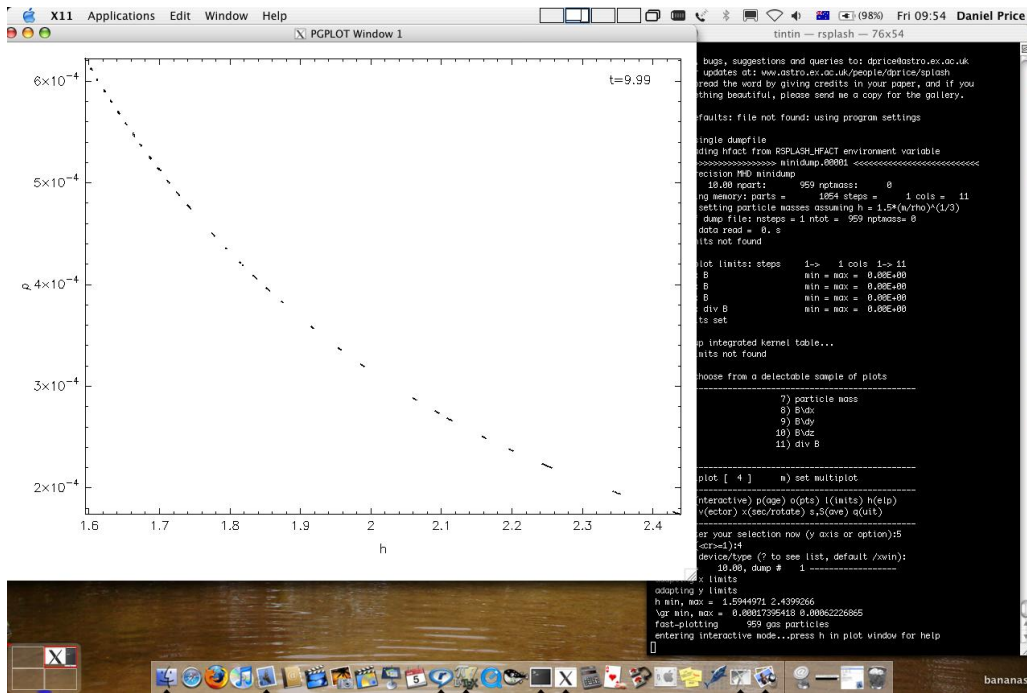 X11 Applications Edit Window Help (98%) Fri 09:54 Daniel Price
PGPLOT Window 1
tintin — rsplash — 76x54
t=9.99
6×10⁻⁴
5×10⁻⁴
4×10⁻⁴
3×10⁻⁴
2×10⁻⁴
ρ
1.6 1.7 1.8 1.9 2 2.1 2.2 2.3 2.4
h
bugs, suggestions and queries to: dprice@astro.ex.ac.uk
updates at: www.astro.ex.ac.uk/people/dprice/splash
read the word by giving credits in your paper, and if you
thing beautiful, please send me a copy for the gallery.
efaults: file not found: using program settings
ingle dumpfile
ding hfact from RSPLASH_HFACT environment variable
>>>>>>>>>>>>>>>> minidump.00001 <<<<<<<<<<<<<<<<<<<<<<<<<<
recision MHD minidump
10.00 npart: 959 nptmass: 0
ng memory: parts = 1054 steps = 1 cols = 11
setting particle masses assuming h = 1.5*(m/rho)^(1/3)
dump file: nsteps = 1 ntot = 959 nptmass= 0
data read = 0. s
its not found
lot limits: steps 1-> 1 cols 1-> 11
B min = max = 0.00E+00
B min = max = 0.00E+00
B min = max = 0.00E+00
div B min = max = 0.00E+00
ts set
p integrated kernel table...
mits not found
hoose from a delectable sample of plots
7) particle mass
8) B\dx
9) B\dy
10) B\dz
11) div B
plot [ 4 ] m) set multiplot
nteractive) p(age) o(pts) l(imits) h(elp)
v(ector) x(sec/rotate) s,S(ave) q(uit)
er your selection now (y axis or option):5
(<cr>=1):4
device/type (? to see list, default /xwin):
10.00, dump # 1 ------------------
adapting x limits
adapting y limits
h min, max = 1.5944971 2.4399266
\gr min, max = 0.00017395418 0.00062226865
fast-plotting 959 gas particles
entering interactive mode...press h in plot window for help
bananas